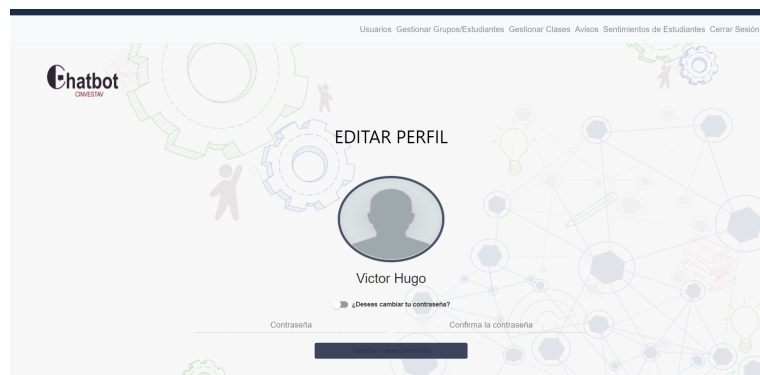 Usuarios Gestionar Grupos/Estudiantes Gestionar Clases Avisos Sentimientos de Estudiantes Cerrar Sesión
Chatbot
CINVESTAV
EDITAR PERFIL
Victor Hugo
¿Deseas cambiar tu contraseña?
Contraseña Confirma la contraseña